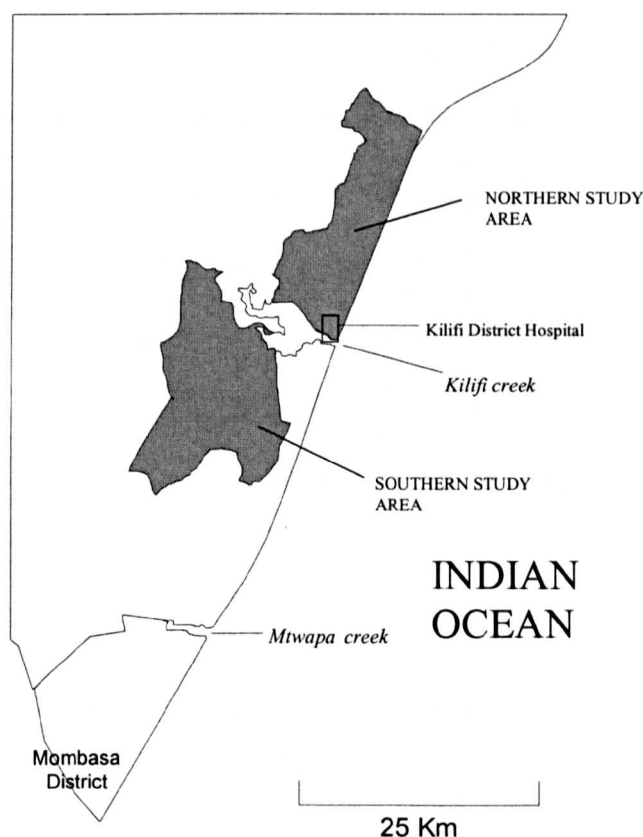 NORTHERN STUDY
AREA
Kilifi District Hospital
Kilifi creek
SOUTHERN STUDY
AREA
INDIAN
OCEAN
Mtwapa creek
Mombasa
District
25 Km